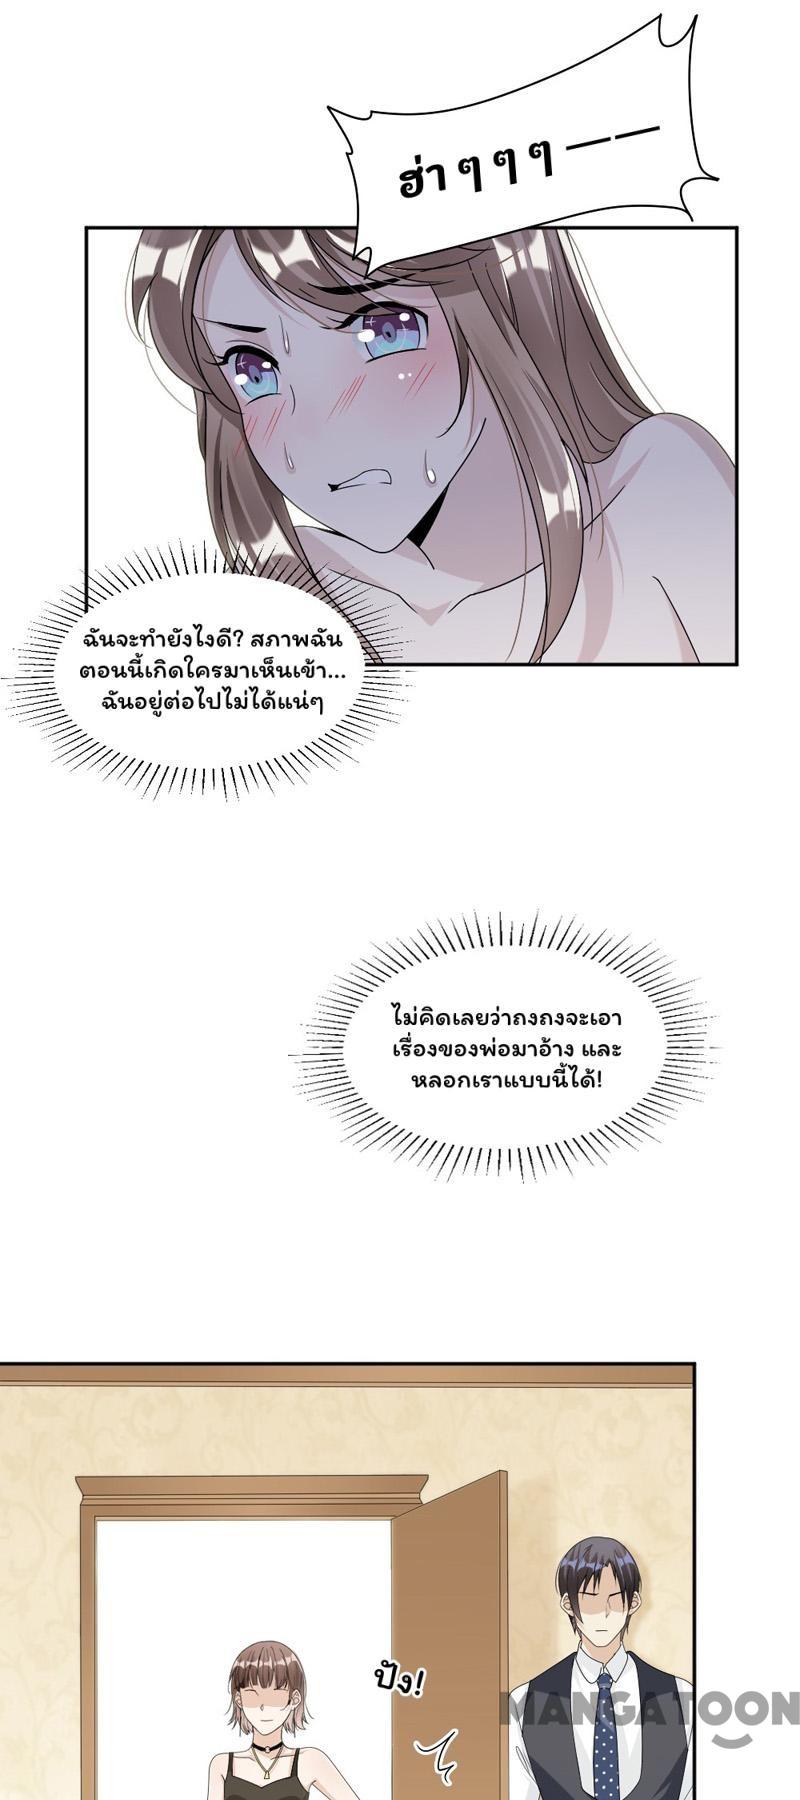 ฮ่า ๆ ๆ ๆ ——
ฉันจะทำยังไงดี? สภาพฉัน
ตอนนี้เกิดใครมาเห็นเข้า...
ฉันอยู่ต่อไปไม่ได้แน่ๆ
ไม่คิดเลยว่าถงถงจะเอา
เรื่องของพ่อมาอ้าง และ
หลอกเราแบบนี้ได้!
ปัง!
MANGATOON